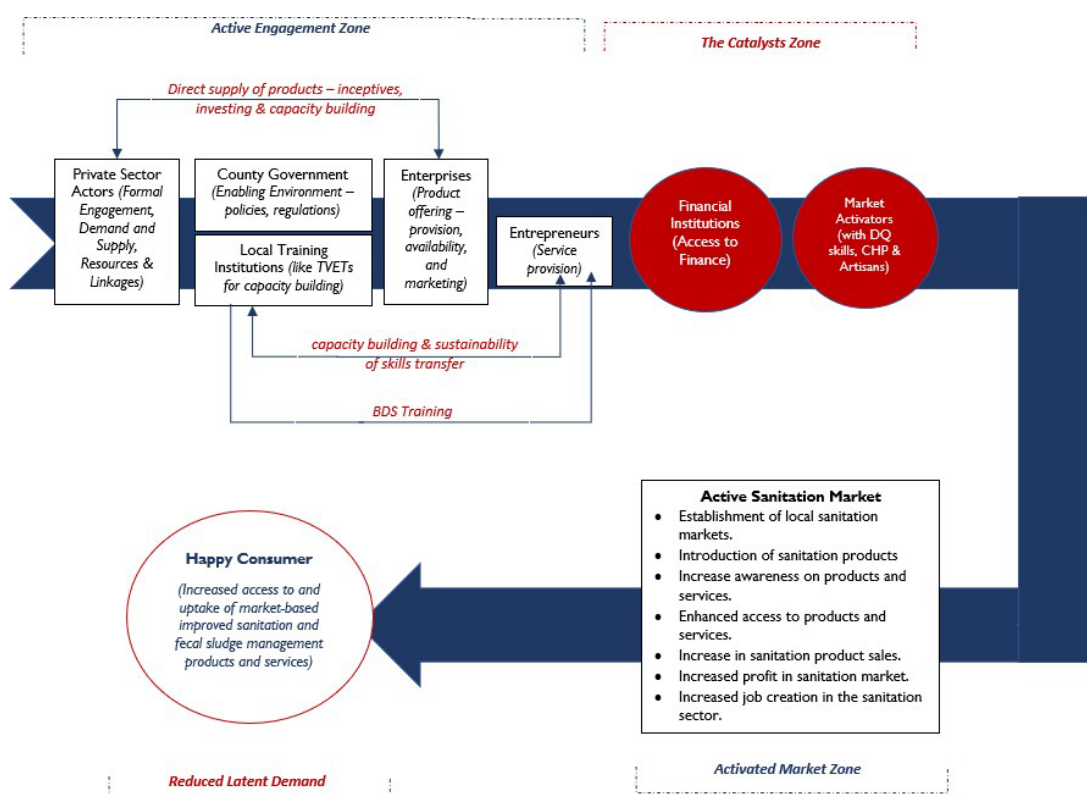 Active Engagement Zone
The Catalysts Zone
Direct supply of products – inceptives,
investing & capacity building
Private Sector
Actors (Formal
Engagement,
Demand and
Supply,
Resources &
Linkages)
County Government
(Enabling Environment –
policies, regulations)
Local Training
Institutions (like TVETs
for capacity building)
Enterprises
(Product
offering –
provision,
availability,
and
marketing)
Entrepreneurs
(Service
provision)
Financial
Institutions
(Access to
Finance)
Market
Activators
(with DQ
skills, CHP &
Artisans)
capacity building & sustainability
of skills transfer
BDS Training
Active Sanitation Market
• Establishment of local sanitation
markets.
• Introduction of sanitation products
• Increase awareness on products and
services.
• Enhanced access to products and
services.
• Increase in sanitation product sales.
• Increased profit in sanitation market.
• Increased job creation in the sanitation
sector.
Happy Consumer
(Increased access to and
uptake of market-based
improved sanitation and
fecal sludge management
products and services)
Reduced Latent Demand
Activated Market Zone